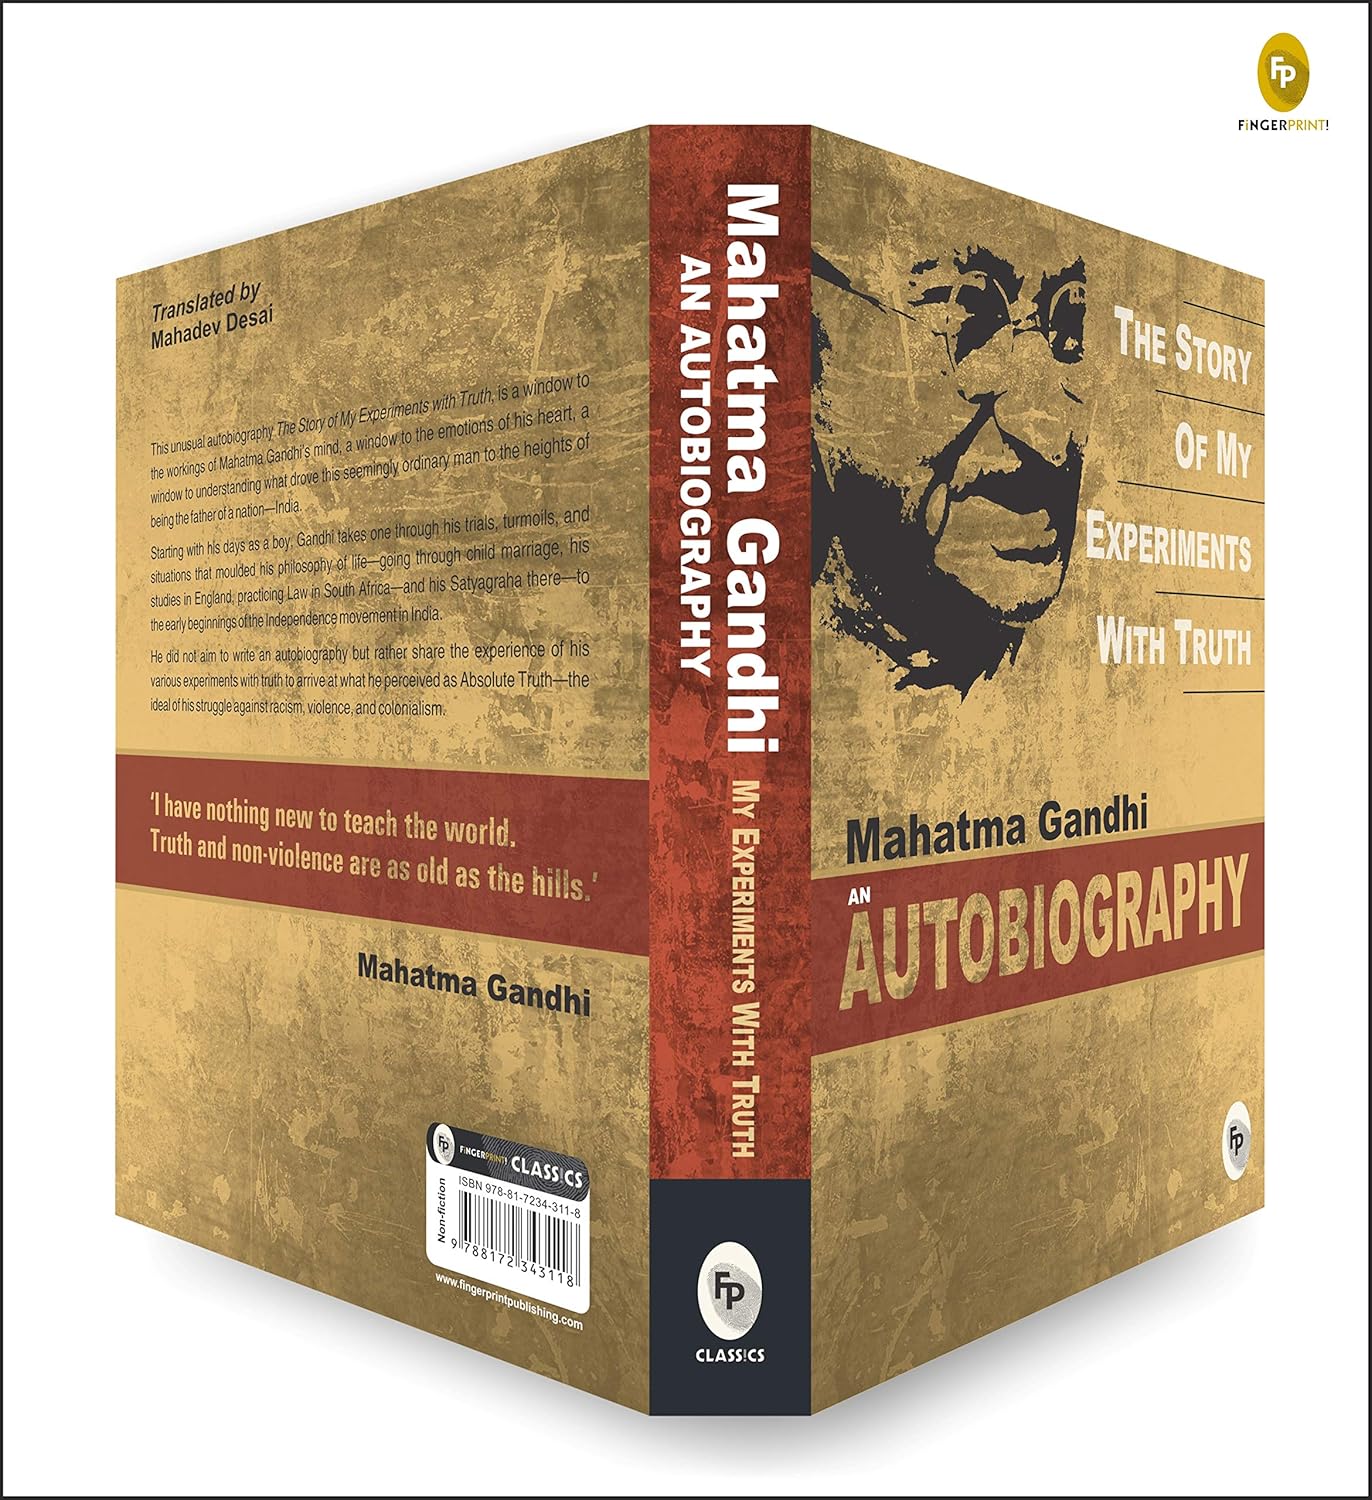 FP
FiNGERPRINT!
Translated by
Mahadev Desai
This unusual autobiography The Story of My Experiments with Truth, is a window to
the workings of Mahatma Gandhi's mind, a window to the emotions of his heart, a
window to understanding what drove this seemingly ordinary man to the heights of
being the father of a nation—India.
Starting with his days as a boy, Gandhi takes one through his trials, turmoils, and
situations that moulded his philosophy of life—going through child marriage, his
studies in England, practicing Law in South Africa—and his Satyagraha there—to
the early beginnings of the Independence movement in India.
He did not aim to write an autobiography but rather share the experience of his
various experiments with truth to arrive at what he perceived as Absolute Truth—the
ideal of his struggle against racism, violence, and colonialism.
'I have nothing new to teach the world.
Truth and non-violence are as old as the hills.'
Mahatma Gandhi
FP FiNGERPRINT! CLASS!CS
ISBN 978-81-7234-311-8
Non-fiction
9 788172 343118
www.fingerprintpublishing.com
Mahatma Gandhi
AN AUTOBIOGRAPHY
MY EXPERIMENTS WITH TRUTH
FP
CLASS!CS
THE STORY
OF MY
EXPERIMENTS
WITH TRUTH
Mahatma Gandhi
AN
AUTOBIOGRAPHY
FP